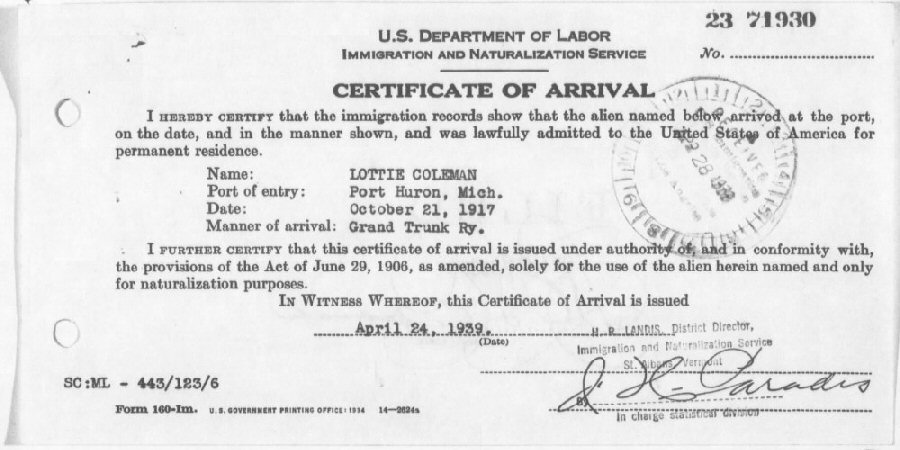 23 71930
U.S. DEPARTMENT OF LABOR
IMMIGRATION AND NATURALIZATION SERVICE
No.
CERTIFICATE OF ARRIVAL
I HEREBY CERTIFY that the immigration records show that the alien named below arrived at the port,
on the date, and in the manner shown, and was lawfully admitted to the United States of America for
permanent residence.
Name: LOTTIE COLEMAN
Port of entry: Port Huron, Mich.
Date: October 21, 1917
Manner of arrival: Grand Trunk Ry.
I FURTHER CERTIFY that this certificate of arrival is issued under authority of, and in conformity with,
the provisions of the Act of June 29, 1906, as amended, solely for the use of the alien herein named and only
for naturalization purposes.
IN WITNESS WHEREOF, this Certificate of Arrival is issued
April 24, 1939.
(Date)
LANDIS, District Director,
Immigration and Naturalization Service
St. Albans, Vermont
SC:ML - 443/123/6
By
Paradis
In charge statistical division
Form 160-Im. U.S. GOVERNMENT PRINTING OFFICE: 1934 14-2624a
RECEIVED
28